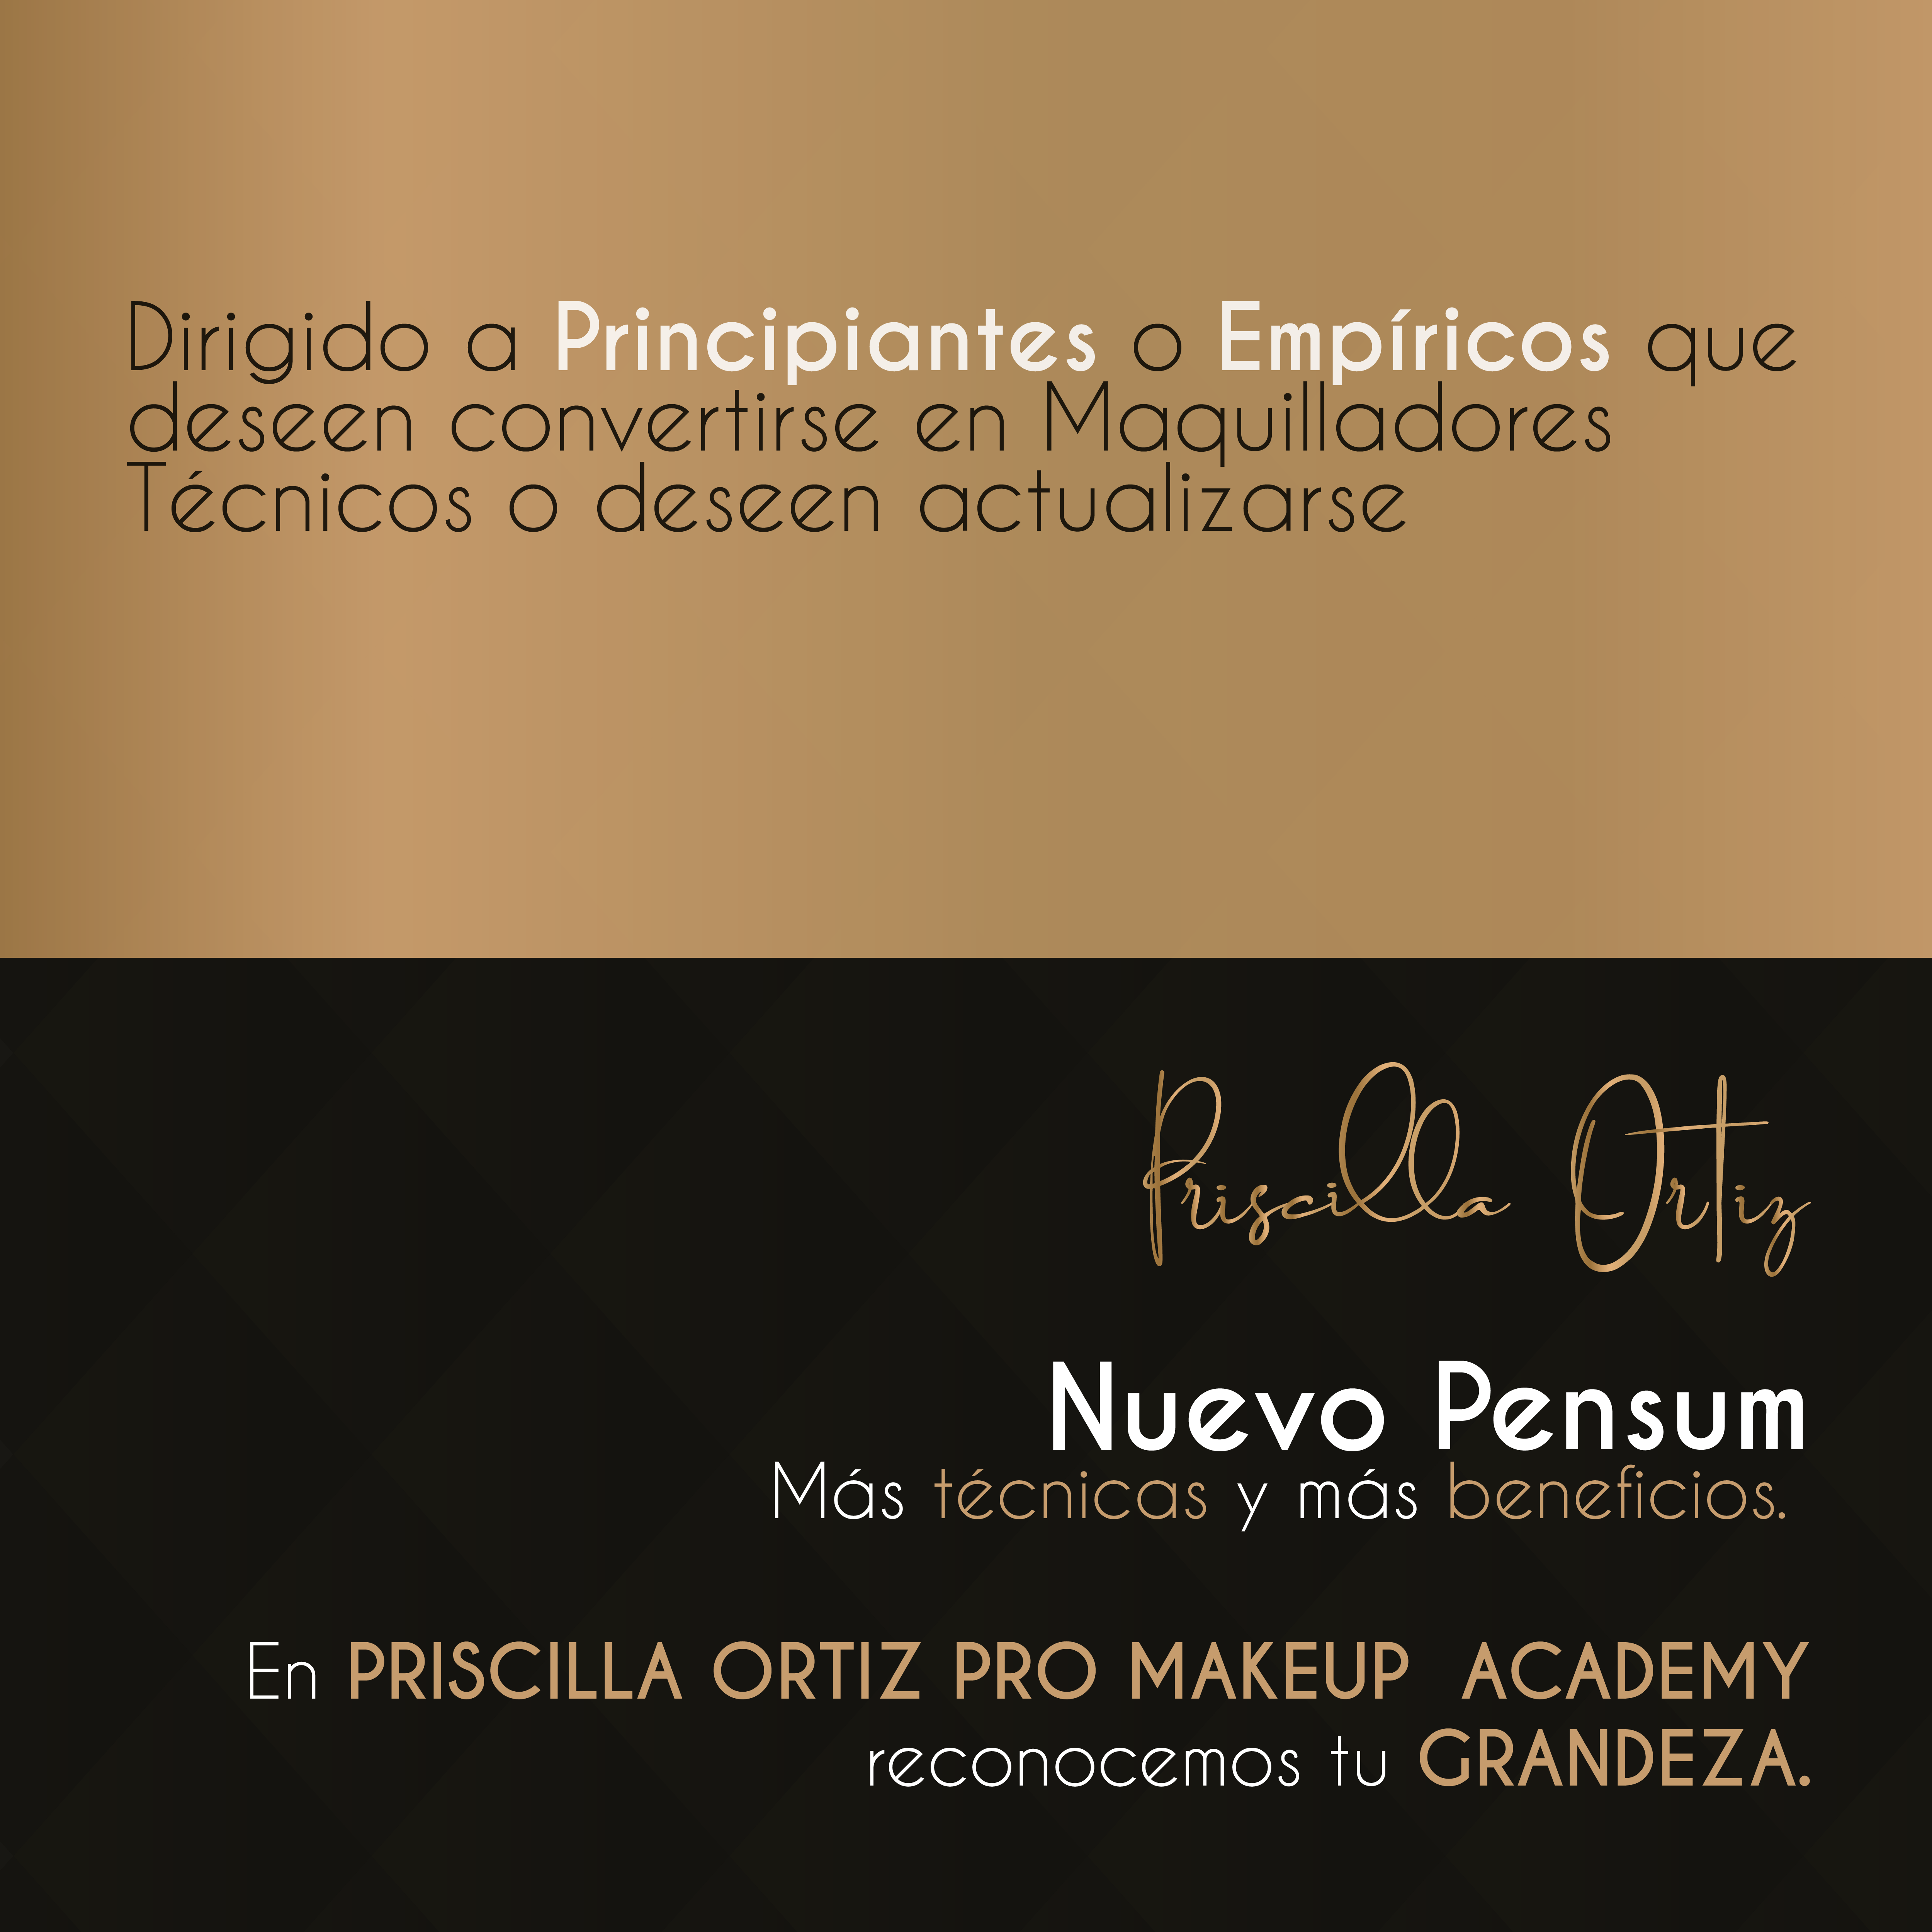 Dirigido a Principiantes o Empíricos que
deseen convertirse en Maquilladores
Técnicos o deseen actualizarse
Priscilla Ortiz
Nuevo Pensum
Más técnicas y más beneficios.
En PRISCILLA ORTIZ PRO MAKEUP ACADEMY
reconocemos tu GRANDEZA.